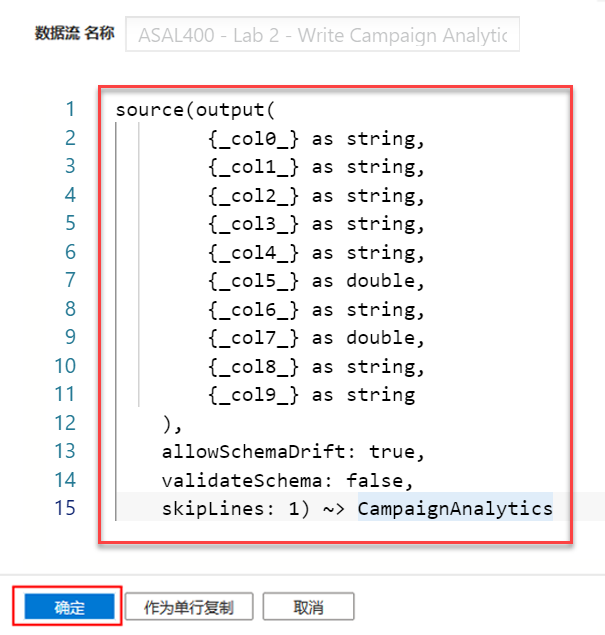 数据流 名称 ASAL400 - Lab 2 - Write Campaign Analytic
1 source(output(
2 {_col0_} as string,
3 {_col1_} as string,
4 {_col2_} as string,
5 {_col3_} as string,
6 {_col4_} as string,
7 {_col5_} as double,
8 {_col6_} as string,
9 {_col7_} as double,
10 {_col8_} as string,
11 {_col9_} as string
12 ),
13 allowSchemaDrift: true,
14 validateSchema: false,
15 skipLines: 1) ~> CampaignAnalytics
确定 作为单行复制 取消